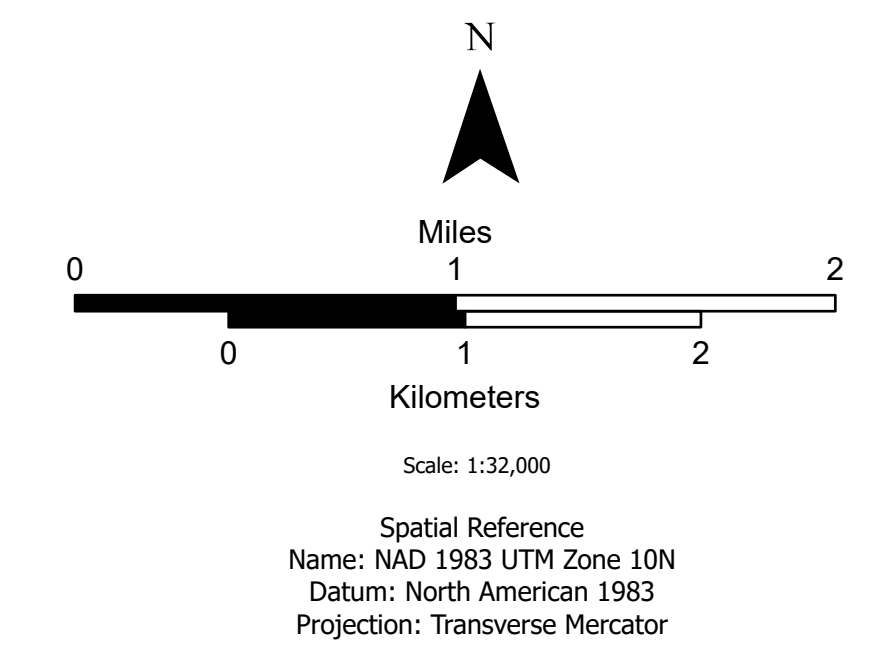 N
Miles
0 1 2
0 1 2
Kilometers
Scale: 1:32,000
Spatial Reference
Name: NAD 1983 UTM Zone 10N
Datum: North American 1983
Projection: Transverse Mercator